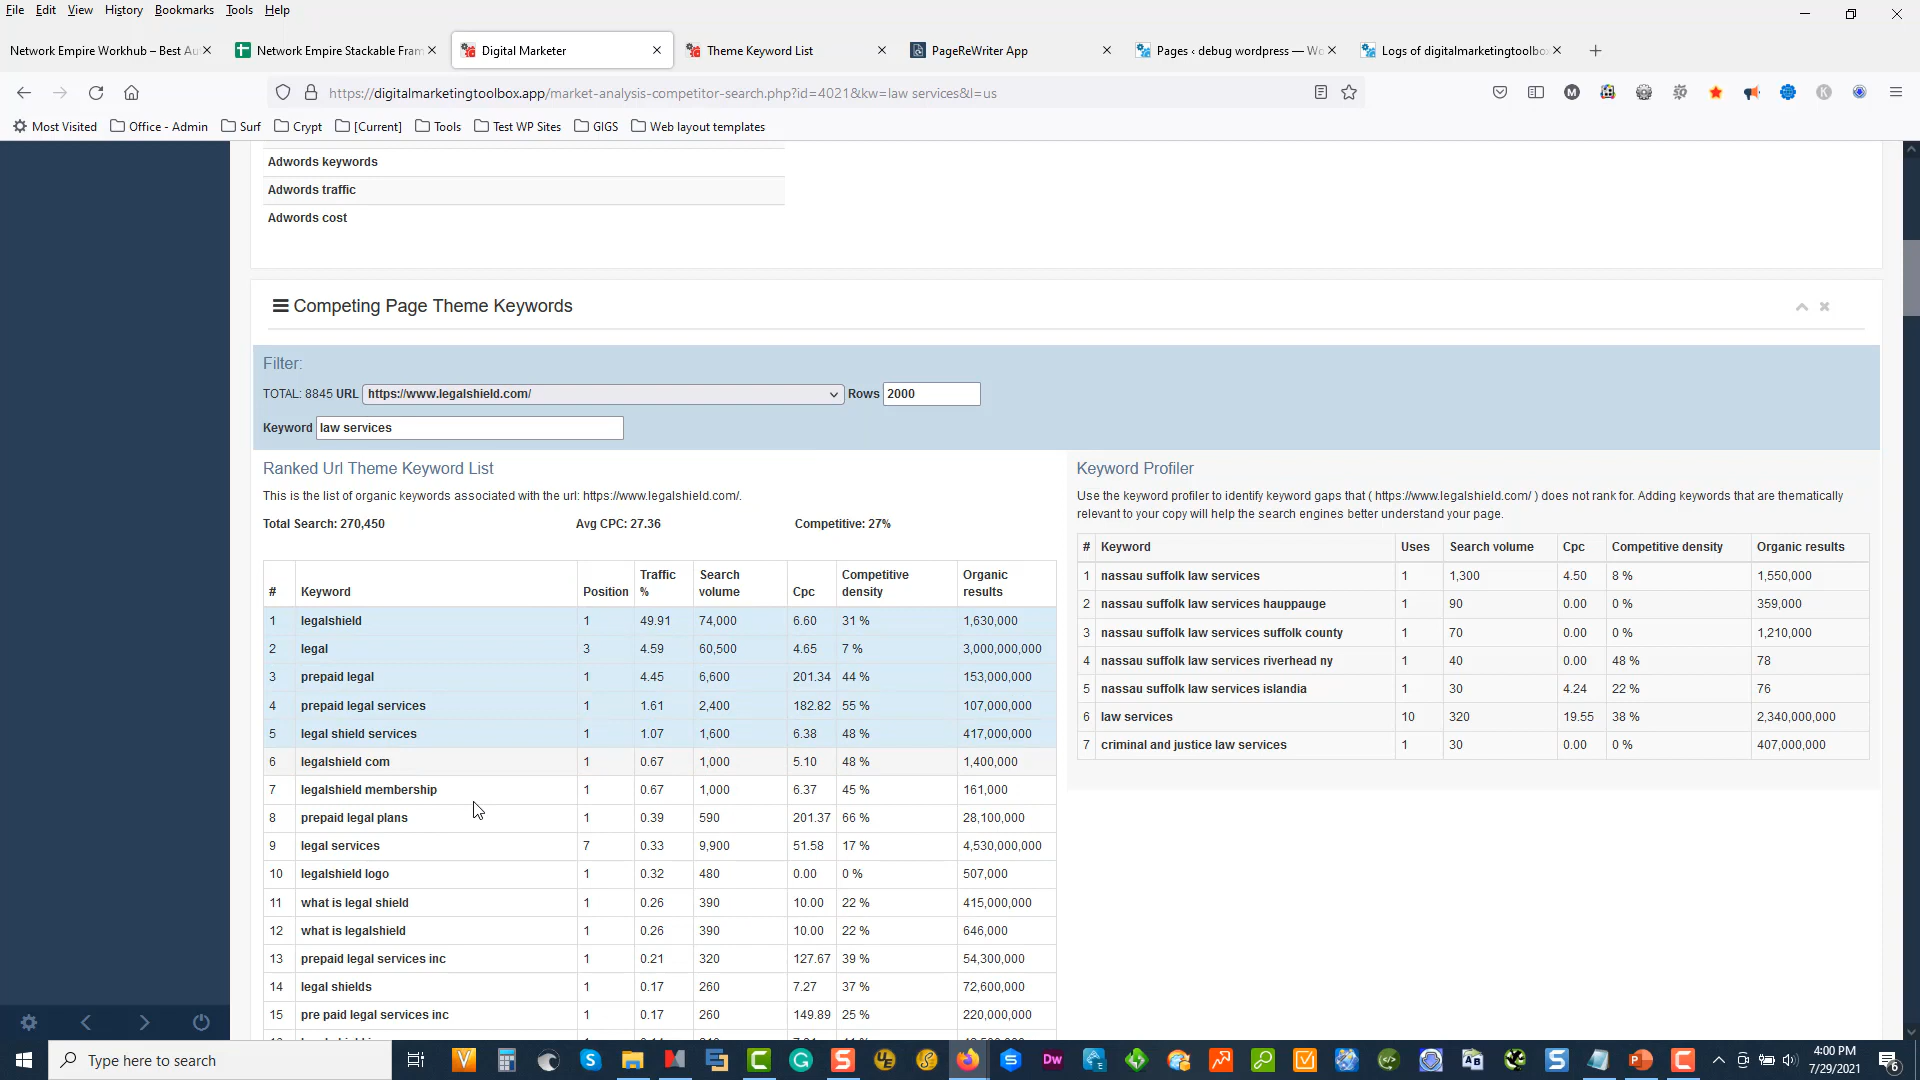 File Edit View History Bookmarks Tools Help
Network Empire Workhub – Best Au
Network Empire Stackable Fram
Digital Marketer
Theme Keyword List
PageReWriter App
Pages ‹ debug wordpress — Wo
Logs of digitalmarketingtoolbo
https://digitalmarketingtoolbox.app/market-analysis-competitor-search.php?id=4021&kw=law services&l=us
Most Visited Office - Admin Surf Crypt [Current] Tools Test WP Sites GIGS Web layout templates
Adwords keywords
Adwords traffic
Adwords cost
Competing Page Theme Keywords
Filter:
TOTAL: 8845 URL https://www.legalshield.com/ Rows 2000
Keyword law services
Ranked Url Theme Keyword List
This is the list of organic keywords associated with the url: https://www.legalshield.com/.
Total Search: 270,450 Avg CPC: 27.36 Competitive: 27%
# Keyword Position Traffic % Search volume Cpc Competitive density Organic results
1 legalshield 1 49.91 74,000 6.60 31 % 1,630,000
2 legal 3 4.59 60,500 4.65 7 % 3,000,000,000
3 prepaid legal 1 4.45 6,600 201.34 44 % 153,000,000
4 prepaid legal services 1 1.61 2,400 182.82 55 % 107,000,000
5 legal shield services 1 1.07 1,600 6.38 48 % 417,000,000
6 legalshield com 1 0.67 1,000 5.10 48 % 1,400,000
7 legalshield membership 1 0.67 1,000 6.37 45 % 161,000
8 prepaid legal plans 1 0.39 590 201.37 66 % 28,100,000
9 legal services 7 0.33 9,900 51.58 17 % 4,530,000,000
10 legalshield logo 1 0.32 480 0.00 0 % 507,000
11 what is legal shield 1 0.26 390 10.00 22 % 415,000,000
12 what is legalshield 1 0.26 390 10.00 22 % 646,000
13 prepaid legal services inc 1 0.21 320 127.67 39 % 54,300,000
14 legal shields 1 0.17 260 7.27 37 % 72,600,000
15 pre paid legal services inc 1 0.17 260 149.89 25 % 220,000,000
Keyword Profiler
Use the keyword profiler to identify keyword gaps that ( https://www.legalshield.com/ ) does not rank for. Adding keywords that are thematically
relevant to your copy will help the search engines better understand your page.
# Keyword Uses Search volume Cpc Competitive density Organic results
1 nassau suffolk law services 1 1,300 4.50 8 % 1,550,000
2 nassau suffolk law services hauppauge 1 90 0.00 0 % 359,000
3 nassau suffolk law services suffolk county 1 70 0.00 0 % 1,210,000
4 nassau suffolk law services riverhead ny 1 40 0.00 48 % 78
5 nassau suffolk law services islandia 1 30 4.24 22 % 76
6 law services 10 320 19.55 38 % 2,340,000,000
7 criminal and justice law services 1 30 0.00 0 % 407,000,000
Type here to search
4:00 PM
7/29/2021
6